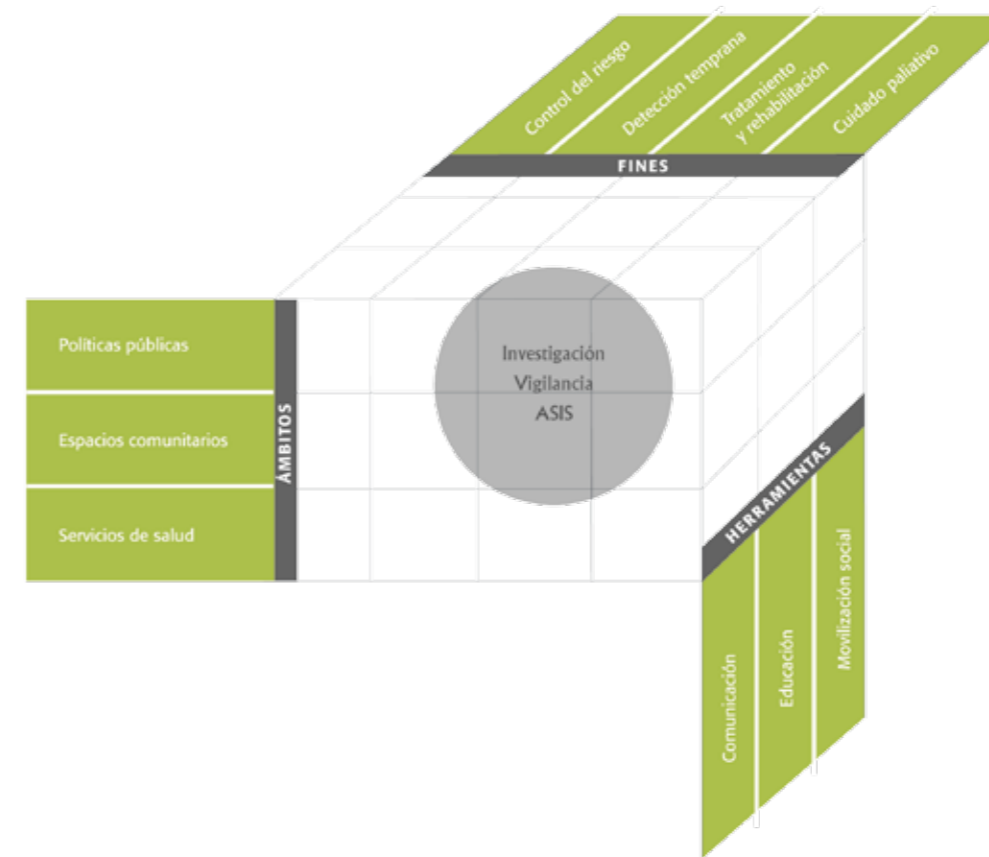 Control del riesgo
Detección temprana
Tratamiento
y rehabilitación
Cuidado paliativo
FINES
Políticas públicas
Espacios comunitarios
Servicios de salud
ÁMBITOS
Investigación
Vigilancia
ASIS
HERRAMIENTAS
Comunicación
Educación
Movilización social